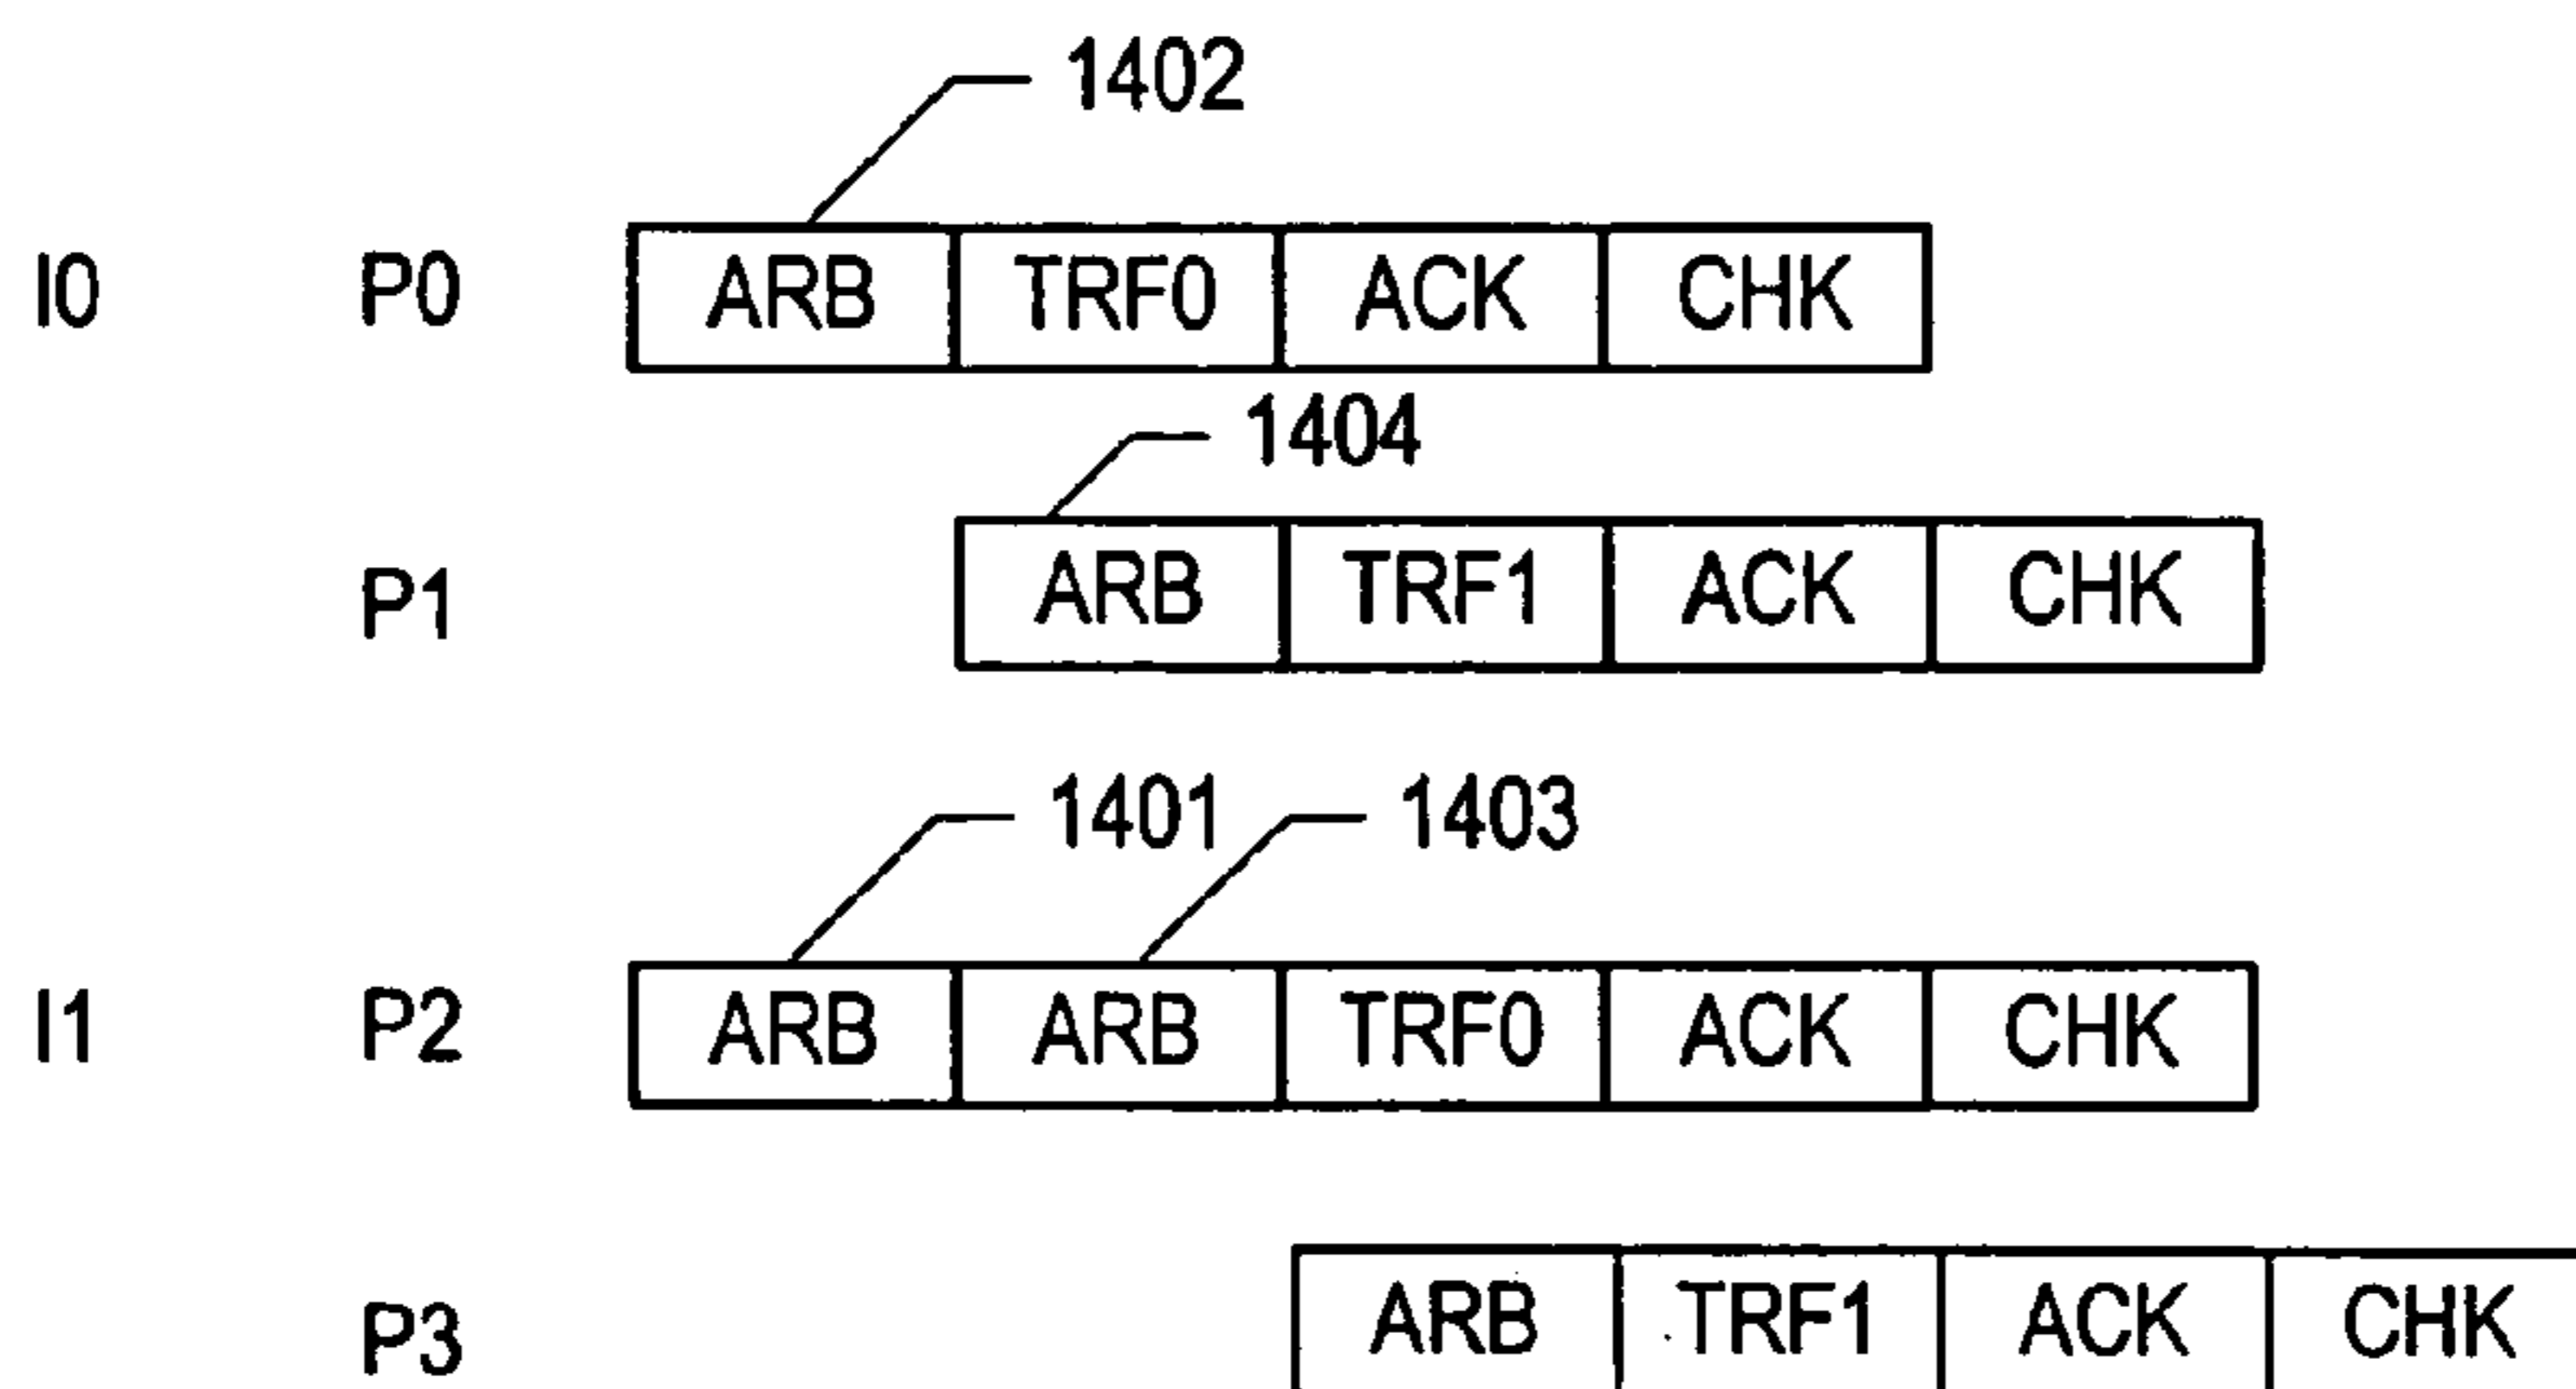 1402
I0 P0 ARB TRF0 ACK CHK
1404
P1 ARB TRF1 ACK CHK
1401 1403
I1 P2 ARB ARB TRF0 ACK CHK
P3 ARB TRF1 ACK CHK